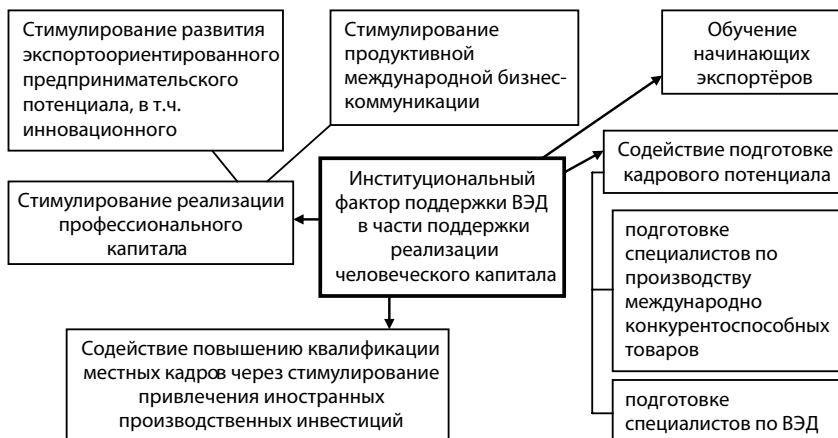 Стимулирование развития
экспортоориентированного
предпринимательского
потенциала, в т.ч.
инновационного
Стимулирование
продуктивной
международной бизнес-
коммуникации
Обучение
начинающих
экспортёров
Стимулирование реализации
профессионального
капитала
Институциональный
фактор поддержки ВЭД
в части поддержки
реализации
человеческого капитала
Содействие подготовке
кадрового потенциала
подготовке
специалистов по
производству
международно
конкурентоспособных
товаров
подготовке
специалистов по ВЭД
Содействие повышению квалификации
местных кадров через стимулирование
привлечения иностранных
производственных инвестиций